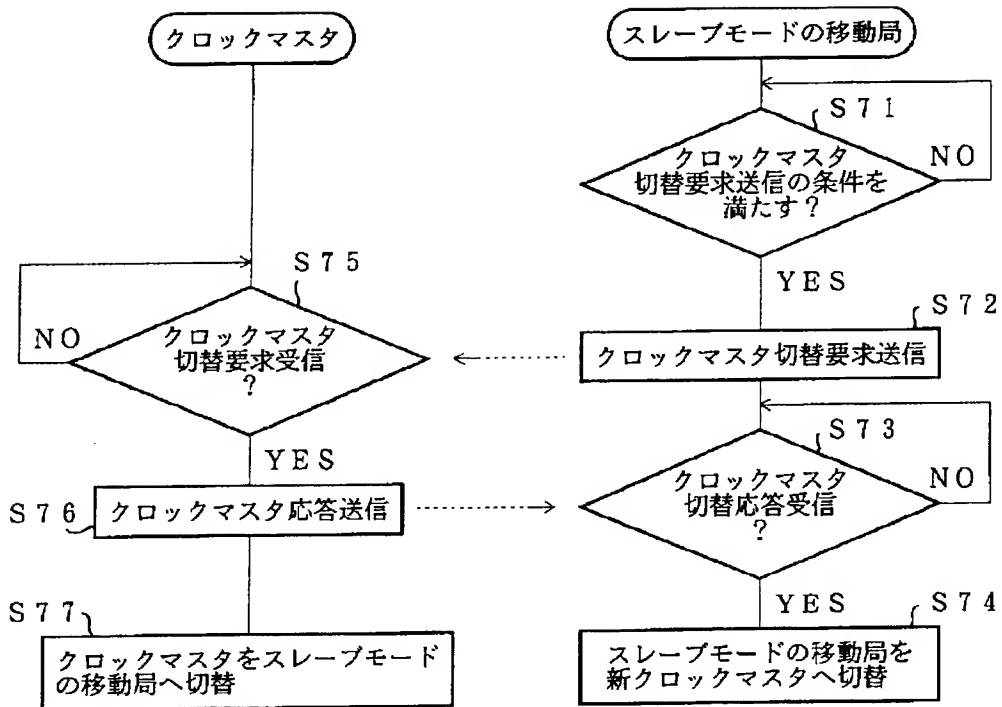 クロックマスタ
スレーブモードの移動局
S71
クロックマスタ
切替要求送信の条件を
満たす？
NO
YES
S72
クロックマスタ切替要求送信
S75
クロックマスタ
切替要求受信
？
NO
YES
S73
クロックマスタ
切替応答受信
？
NO
YES
S76
クロックマスタ応答送信
S77
クロックマスタをスレーブモード
の移動局へ切替
S74
スレーブモードの移動局を
新クロックマスタへ切替